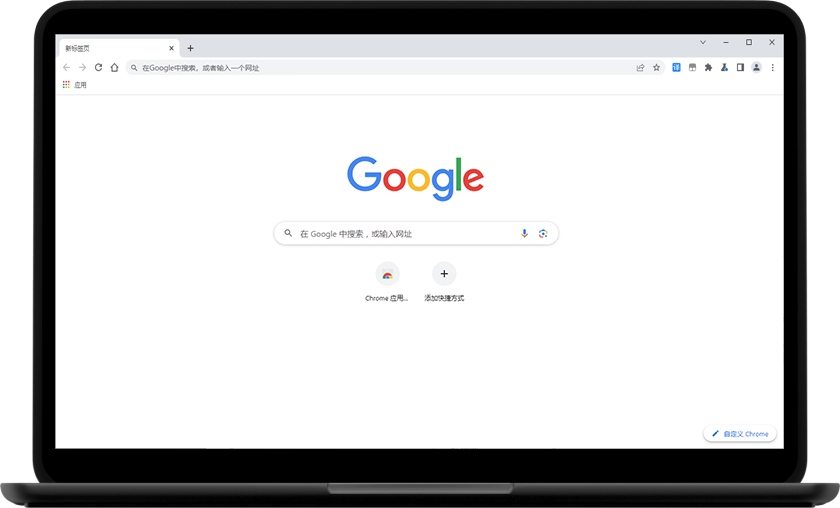 新标签页
在Google中搜索，或者输入一个网址
译
应用
Google
在 Google 中搜索，或输入网址
Chrome 应用...
添加快捷方式
自定义 Chrome